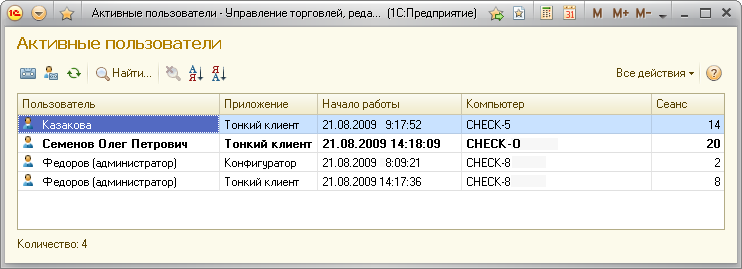 Активные пользователи - Управление торговлей, реда... (1С:Предприятие)
M M+ M-
Активные пользователи
Найти... Все действия
Пользователь Приложение Начало работы Компьютер Сеанс
Казакова Тонкий клиент 21.08.2009 9:17:52 CHECK-5 14
Семенов Олег Петрович Тонкий клиент 21.08.2009 14:18:09 CHECK-O 20
Федоров (администратор) Конфигуратор 21.08.2009 8:09:21 CHECK-8 2
Федоров (администратор) Тонкий клиент 21.08.2009 14:17:36 CHECK-8 8
Количество: 4